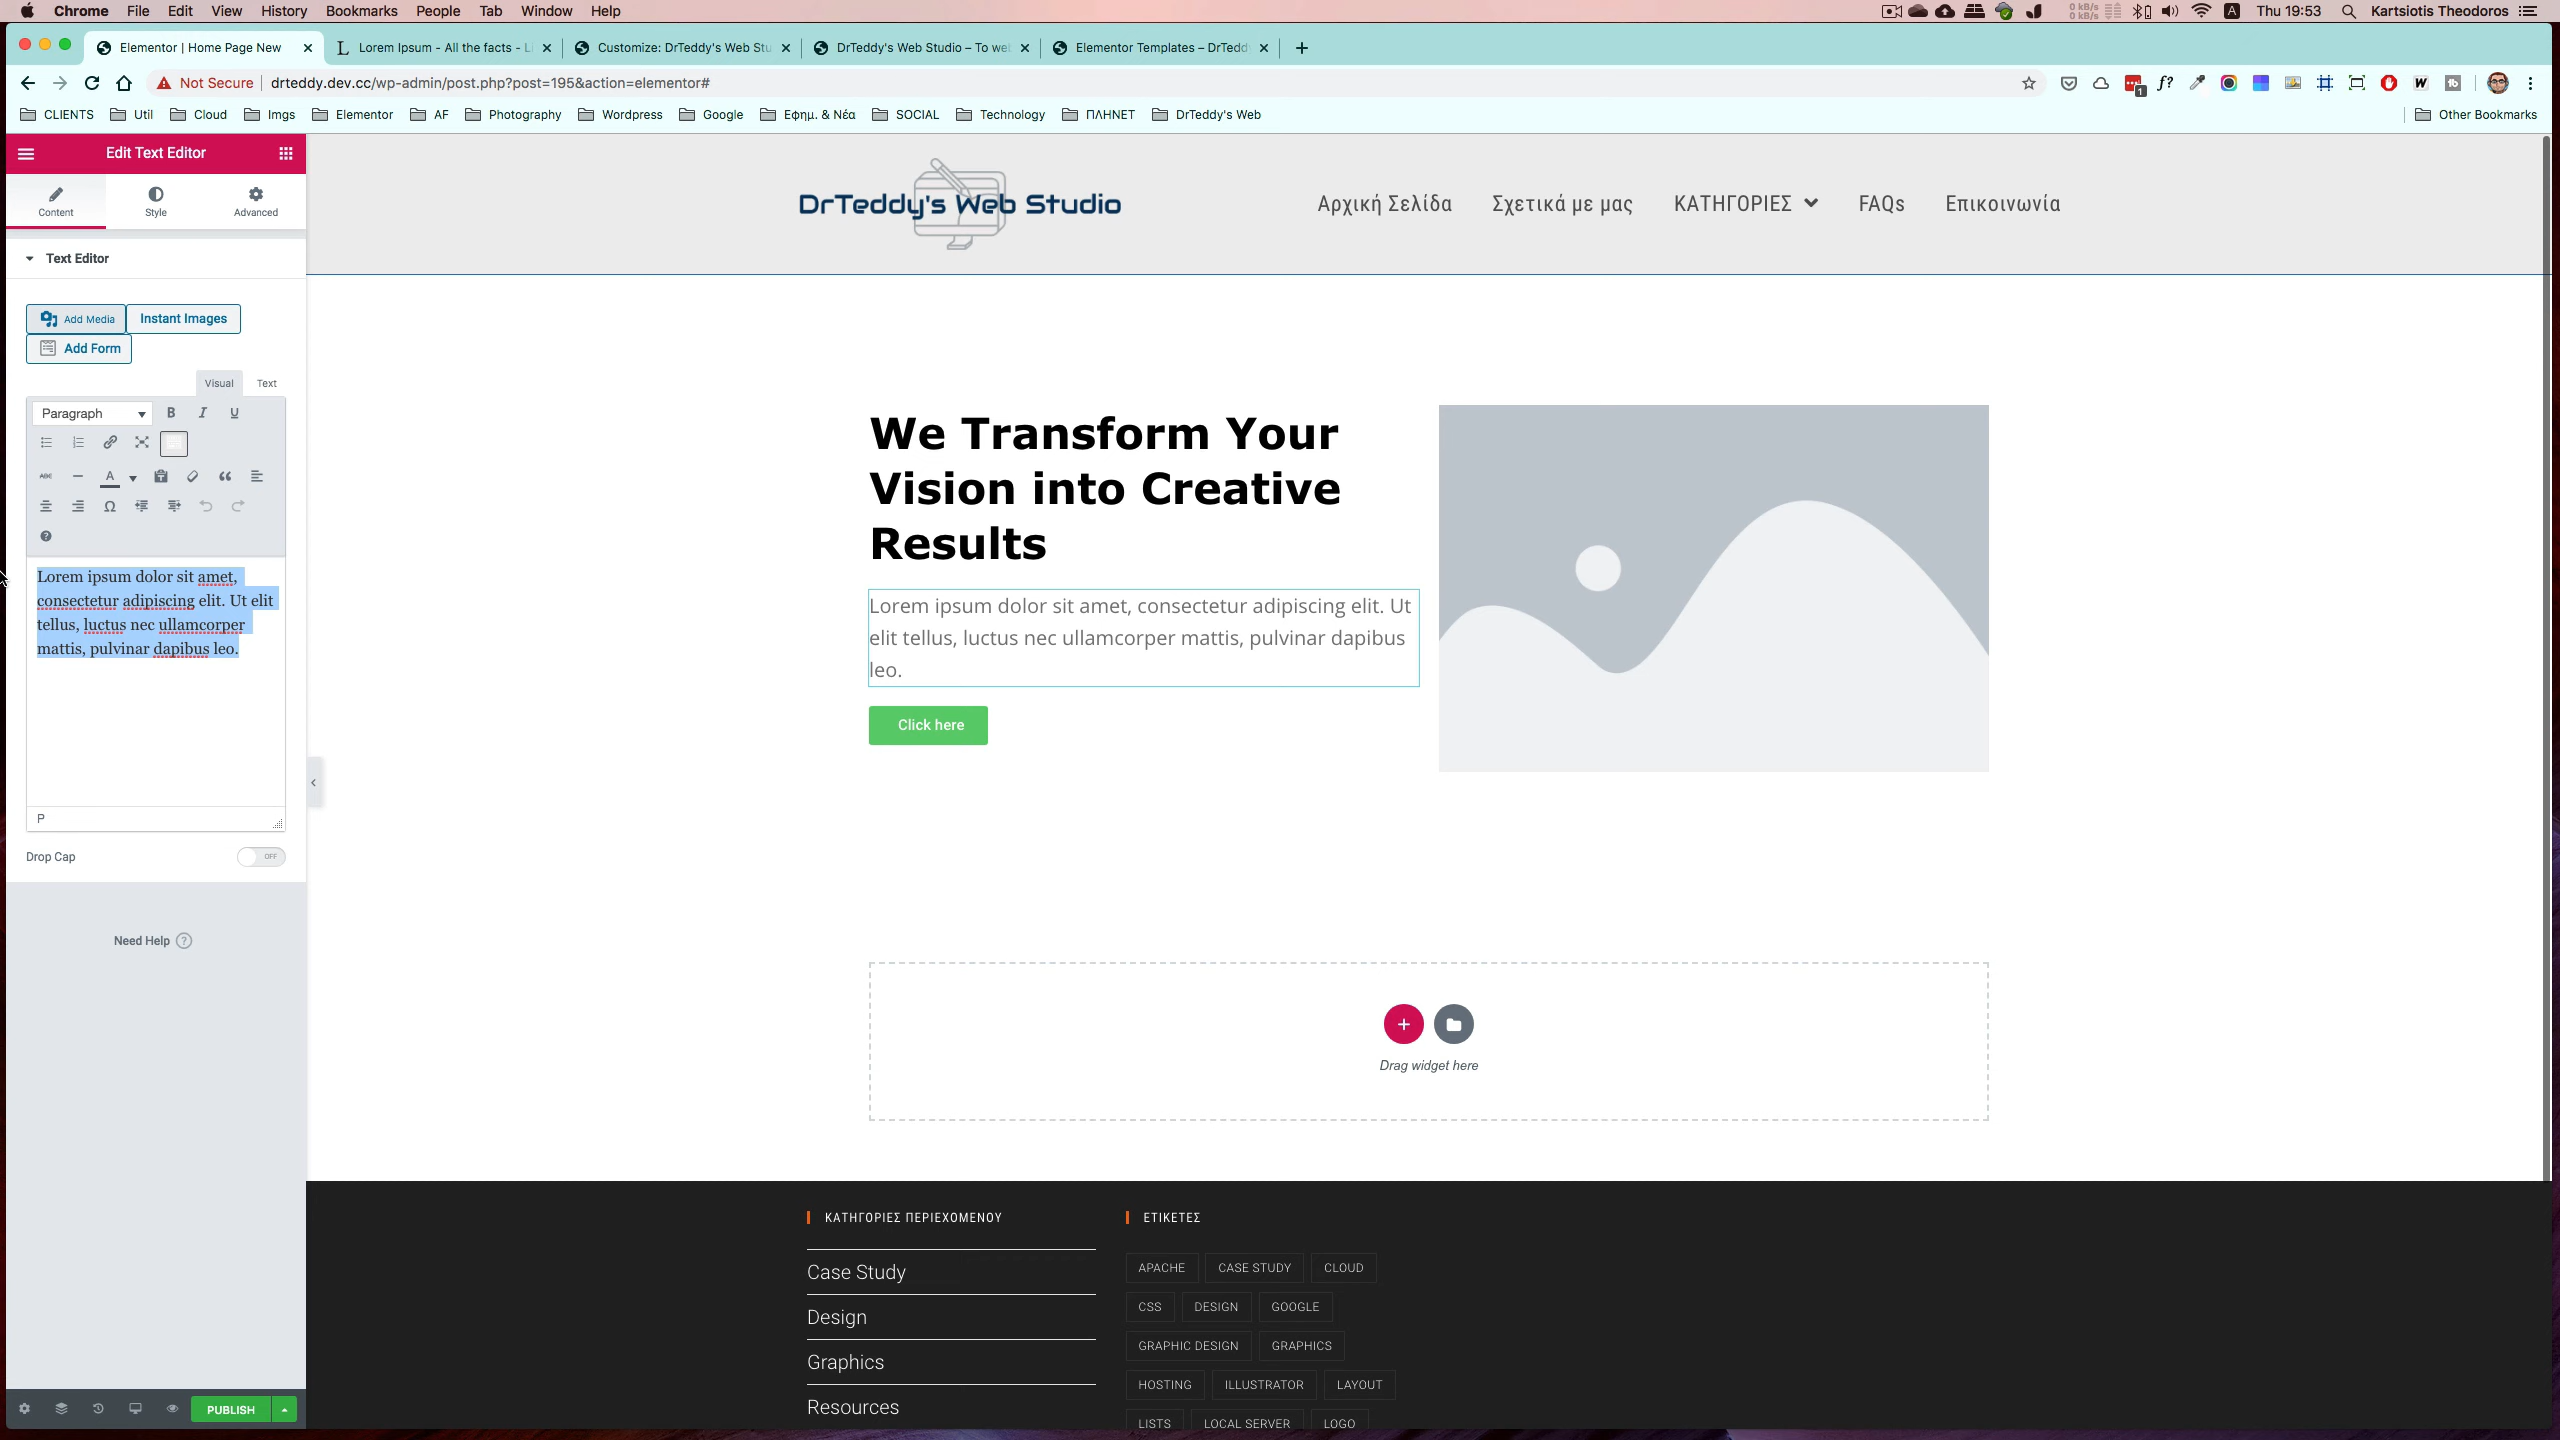 Chrome File Edit View History Bookmarks People Tab Window Help
0 kB/s
0 kB/s
A Thu 19:53 Kartsiotis Theodoros
Elementor | Home Page New
Lorem Ipsum - All the facts - L
Customize: DrTeddy's Web Stu
DrTeddy's Web Studio – To we
Elementor Templates – DrTedd
Not Secure drteddy.dev.cc/wp-admin/post.php?post=195&action=elementor#
1 f? W
CLIENTS Util Cloud Imgs Elementor AF Photography Wordpress Google Εφημ. & Νέα SOCIAL Technology ΠΛΗΝΕΤ DrTeddy's Web Other Bookmarks
Edit Text Editor
Content Style Advanced
Text Editor
Add Media Instant Images
Add Form
Visual Text
Paragraph B I U
ABC A
Ω
Lorem ipsum dolor sit amet,
consectetur adipiscing elit. Ut elit
tellus, luctus nec ullamcorper
mattis, pulvinar dapibus leo.
P
Drop Cap OFF
Need Help ?
PUBLISH
DrTeddy's Web Studio
Αρχική Σελίδα Σχετικά με μας ΚΑΤΗΓΟΡΙΕΣ FAQs Επικοινωνία
We Transform Your
Vision into Creative
Results
Lorem ipsum dolor sit amet, consectetur adipiscing elit. Ut
elit tellus, luctus nec ullamcorper mattis, pulvinar dapibus
leo.
Click here
Drag widget here
ΚΑΤΗΓΟΡΙΕΣ ΠΕΡΙΕΧΟΜΕΝΟΥ
Case Study
Design
Graphics
Resources
ΕΤΙΚΕΤΕΣ
APACHE CASE STUDY CLOUD
CSS DESIGN GOOGLE
GRAPHIC DESIGN GRAPHICS
HOSTING ILLUSTRATOR LAYOUT
LISTS LOCAL SERVER LOGO